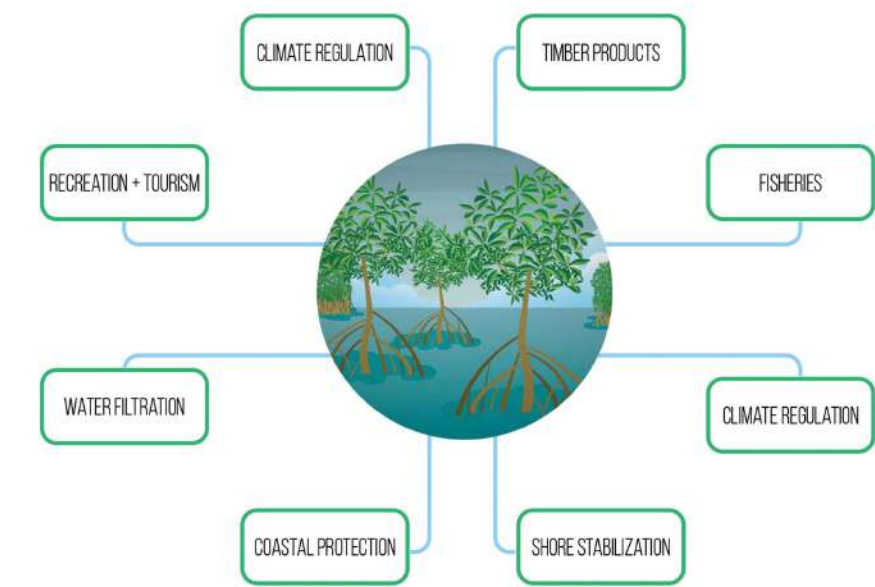 CLIMATE REGULATION
TIMBER PRODUCTS
RECREATION + TOURISM
FISHERIES
WATER FILTRATION
CLIMATE REGULATION
COASTAL PROTECTION
SHORE STABILIZATION